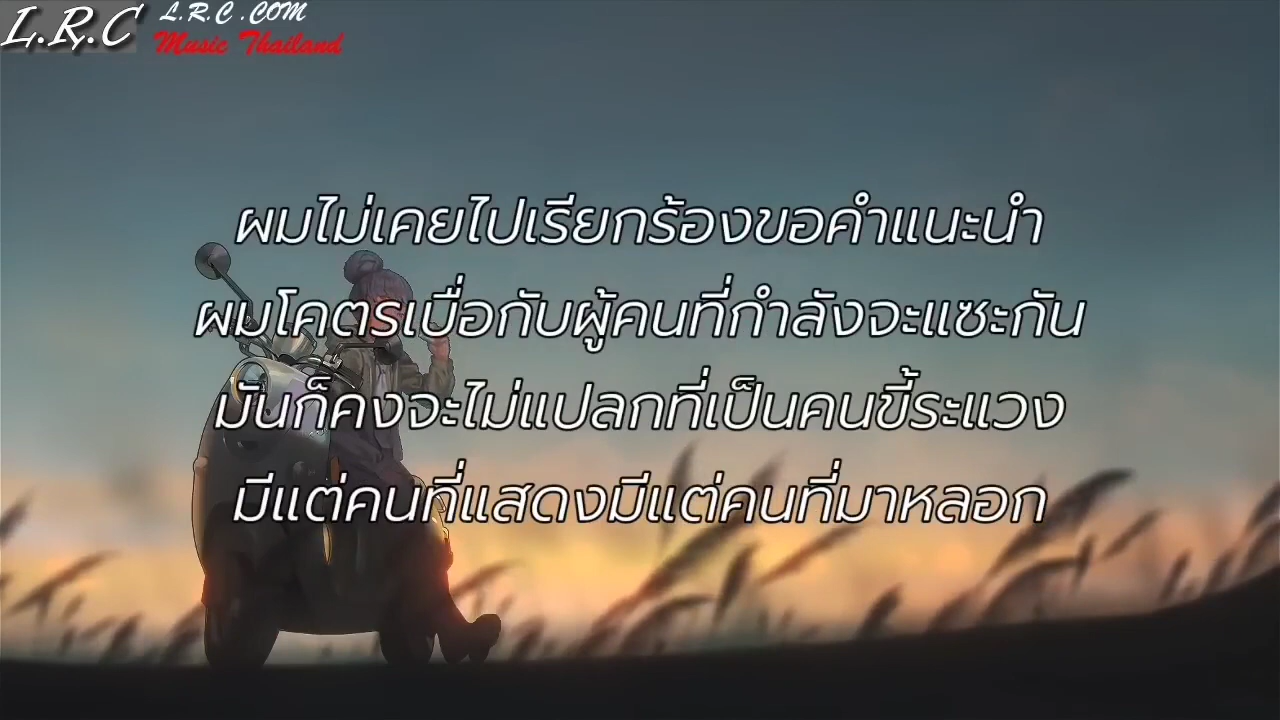 L.R.C
L.R.C .COM
Music Thailand
ผมไม่เคยไปเรียกร้องขอคำแนะนำ
ผมโคตรเบื่อกับผู้คนที่กำลังจะแซะกัน
มันก็คงจะไม่แปลกที่เป็นคนขี้ระแวง
มีแต่คนที่แสดงมีแต่คนที่มาหลอก